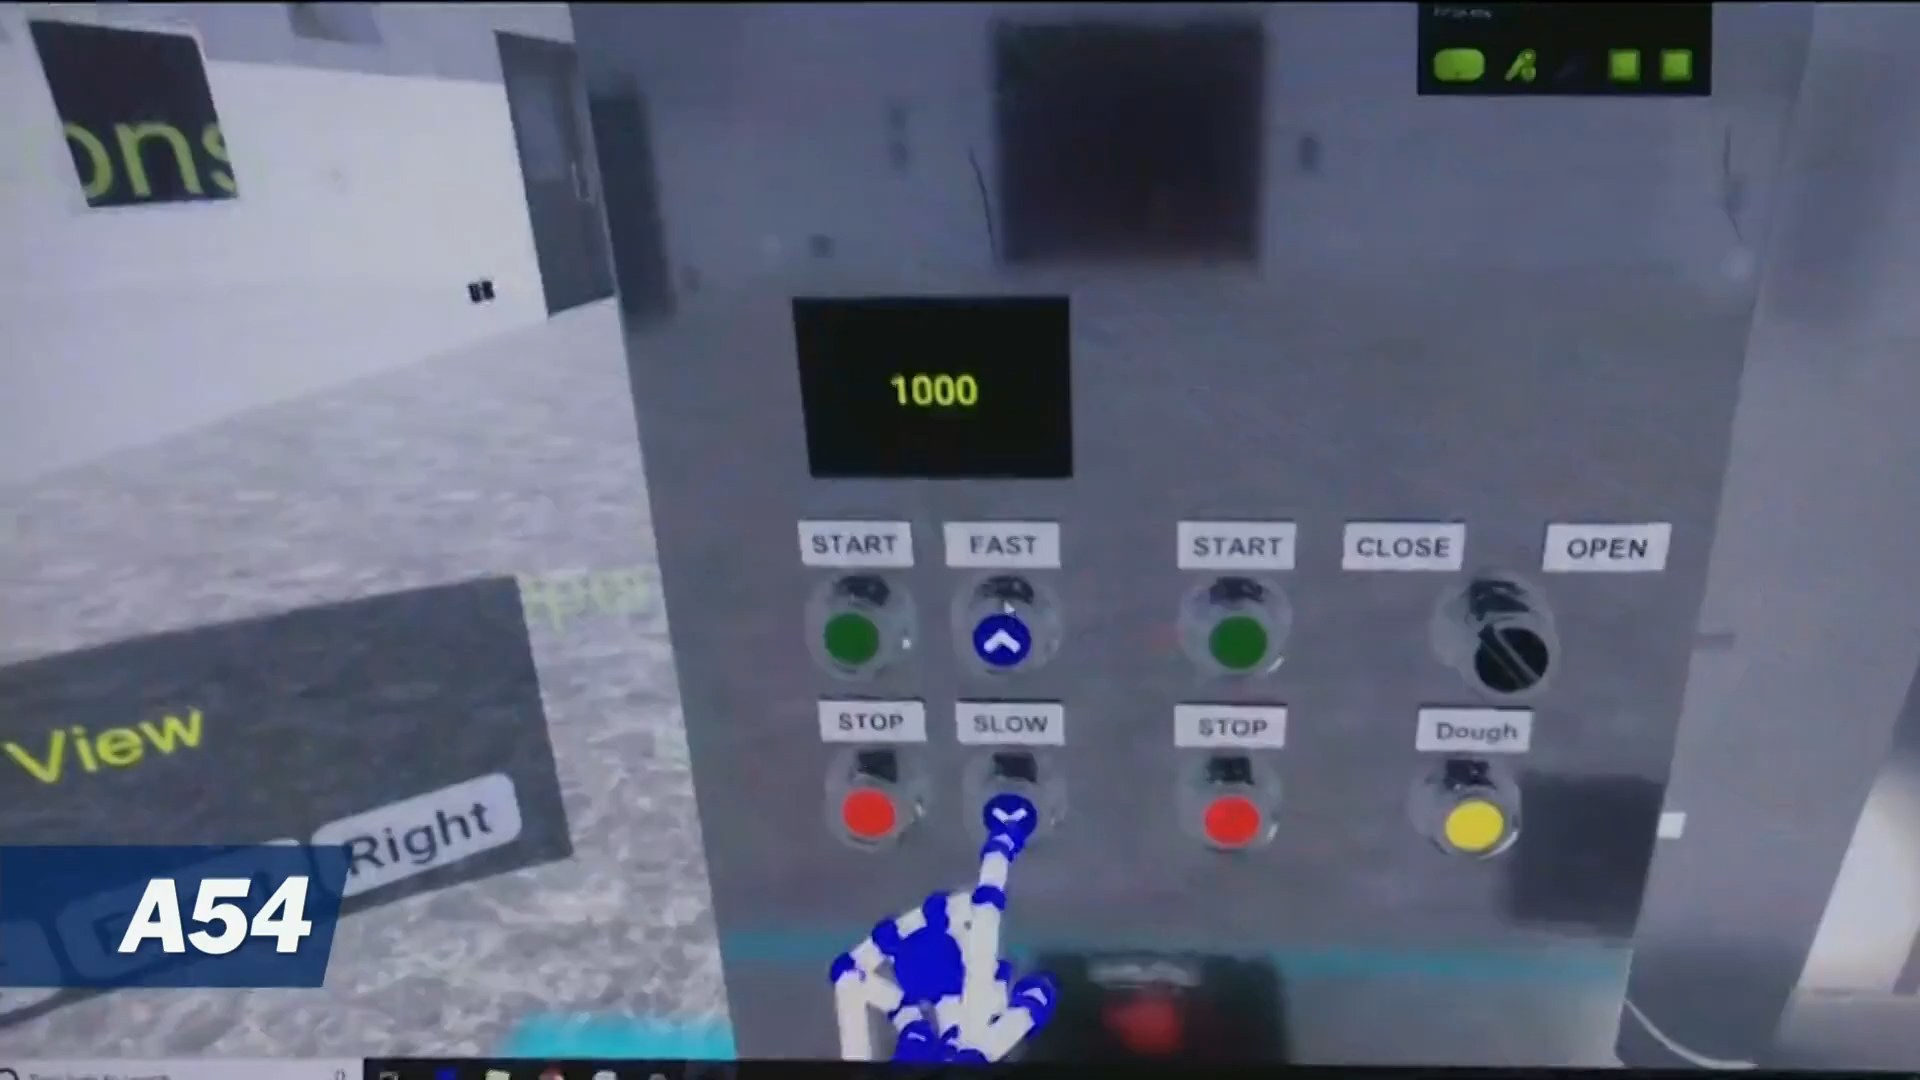 ons
1000
START FAST START CLOSE OPEN
STOP SLOW STOP Dough
View
Right
A54